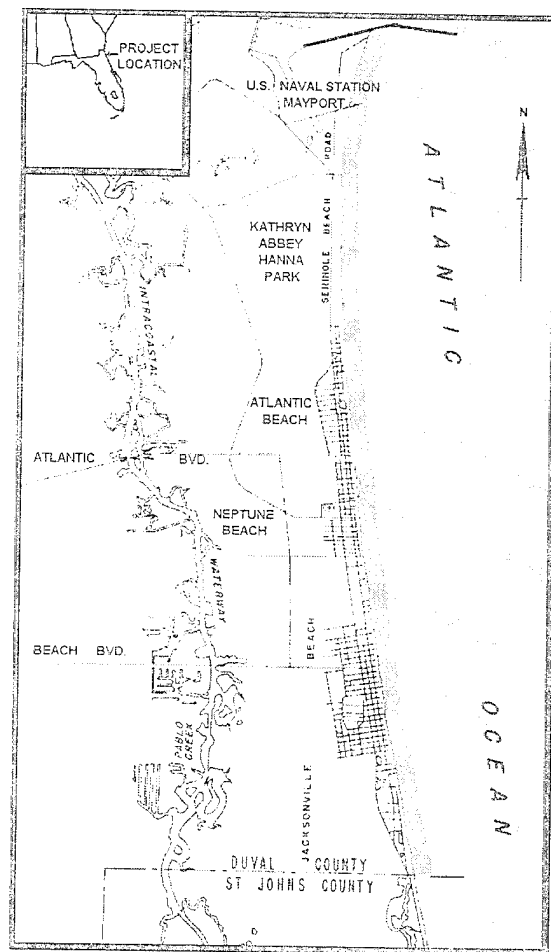 PROJECT
LOCATION
U.S. NAVAL STATION
MAYPORT
N
ROAD
SEMINOLE BEACH
KATHRYN
ABBEY
HANNA
PARK
ATLANTIC
INTRACOASTAL
ATLANTIC
BEACH
ATLANTIC BVD.
NEPTUNE
BEACH
WATERWAY
BEACH BVD.
JACKSONVILLE BEACH
PABLO
CREEK
OCEAN
DUVAL COUNTY
ST JOHNS COUNTY